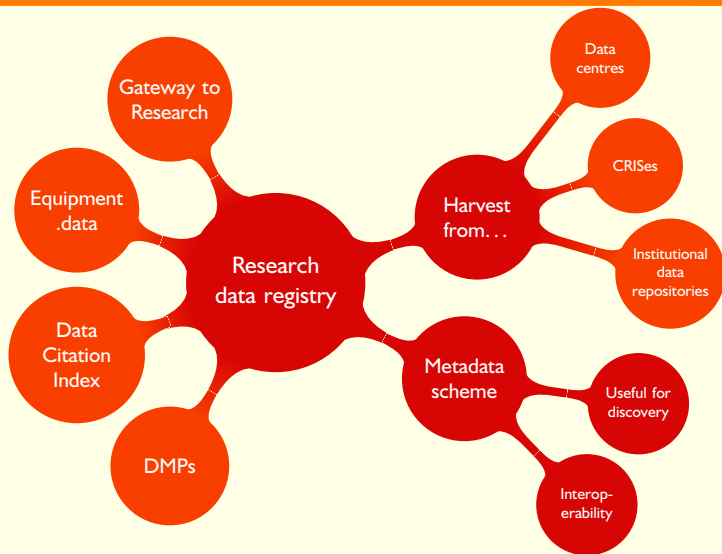 Gateway to
Research
Equipment
.data
Data
Citation
Index
DMPs
Research
data registry
Harvest
from…
Data
centres
CRISes
Institutional
data
repositories
Metadata
scheme
Useful for
discovery
Interop-
erability